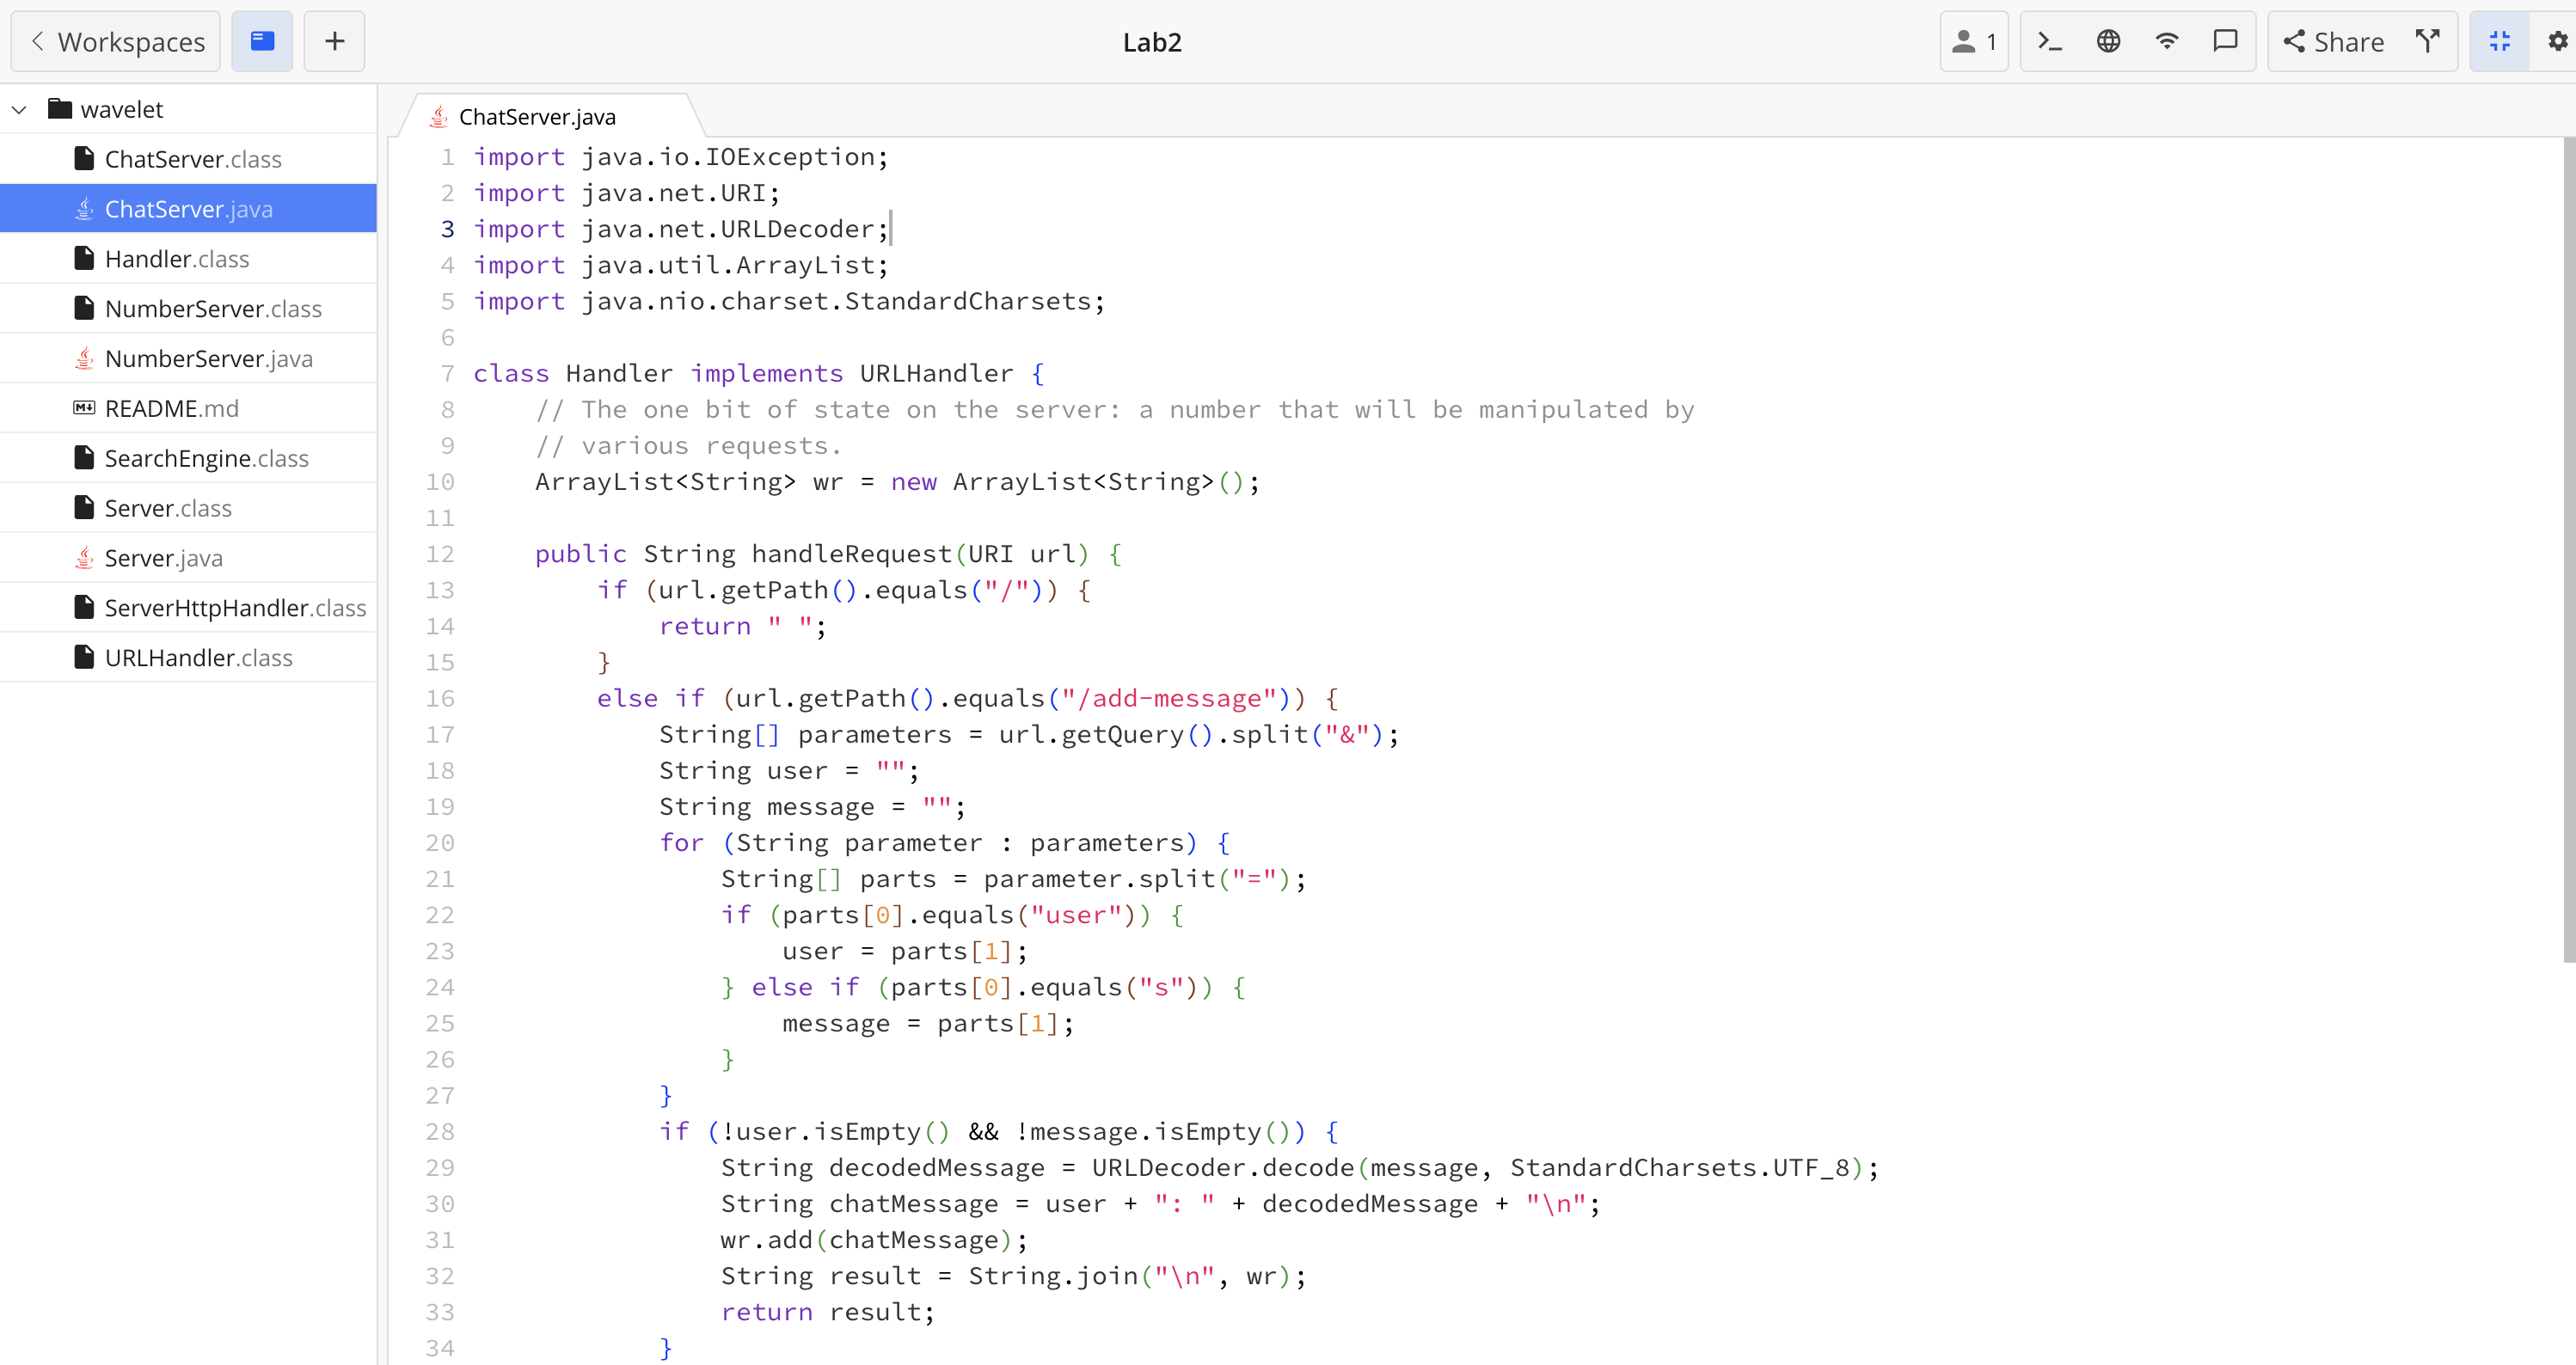 Workspaces
Lab2
1
Share
wavelet
ChatServer.class
ChatServer.java
Handler.class
NumberServer.class
NumberServer.java
README.md
SearchEngine.class
Server.class
Server.java
ServerHttpHandler.class
URLHandler.class
ChatServer.java
1 import java.io.IOException;
2 import java.net.URI;
3 import java.net.URLDecoder;
4 import java.util.ArrayList;
5 import java.nio.charset.StandardCharsets;
6
7 class Handler implements URLHandler {
8     // The one bit of state on the server: a number that will be manipulated by
9     // various requests.
10     ArrayList<String> wr = new ArrayList<String>();
11
12     public String handleRequest(URI url) {
13         if (url.getPath().equals("/")) {
14             return " ";
15         }
16         else if (url.getPath().equals("/add-message")) {
17             String[] parameters = url.getQuery().split("&");
18             String user = "";
19             String message = "";
20             for (String parameter : parameters) {
21                 String[] parts = parameter.split("=");
22                 if (parts[0].equals("user")) {
23                     user = parts[1];
24                 } else if (parts[0].equals("s")) {
25                     message = parts[1];
26                 }
27             }
28             if (!user.isEmpty() && !message.isEmpty()) {
29                 String decodedMessage = URLDecoder.decode(message, StandardCharsets.UTF_8);
30                 String chatMessage = user + ": " + decodedMessage + "\n";
31                 wr.add(chatMessage);
32                 String result = String.join("\n", wr);
33                 return result;
34             }